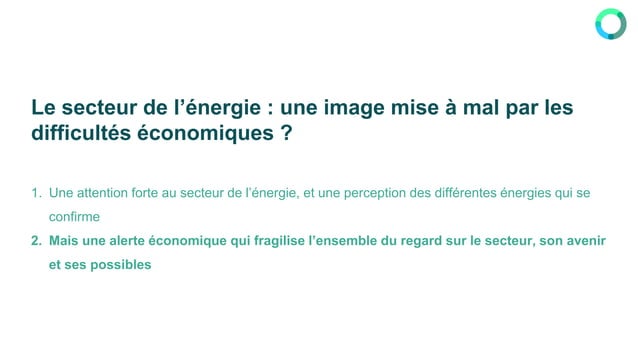 Le secteur de l’énergie : une image mise à mal par les
difficultés économiques ?
1. Une attention forte au secteur de l’énergie, et une perception des différentes énergies qui se
confirme
2. Mais une alerte économique qui fragilise l’ensemble du regard sur le secteur, son avenir
et ses possibles